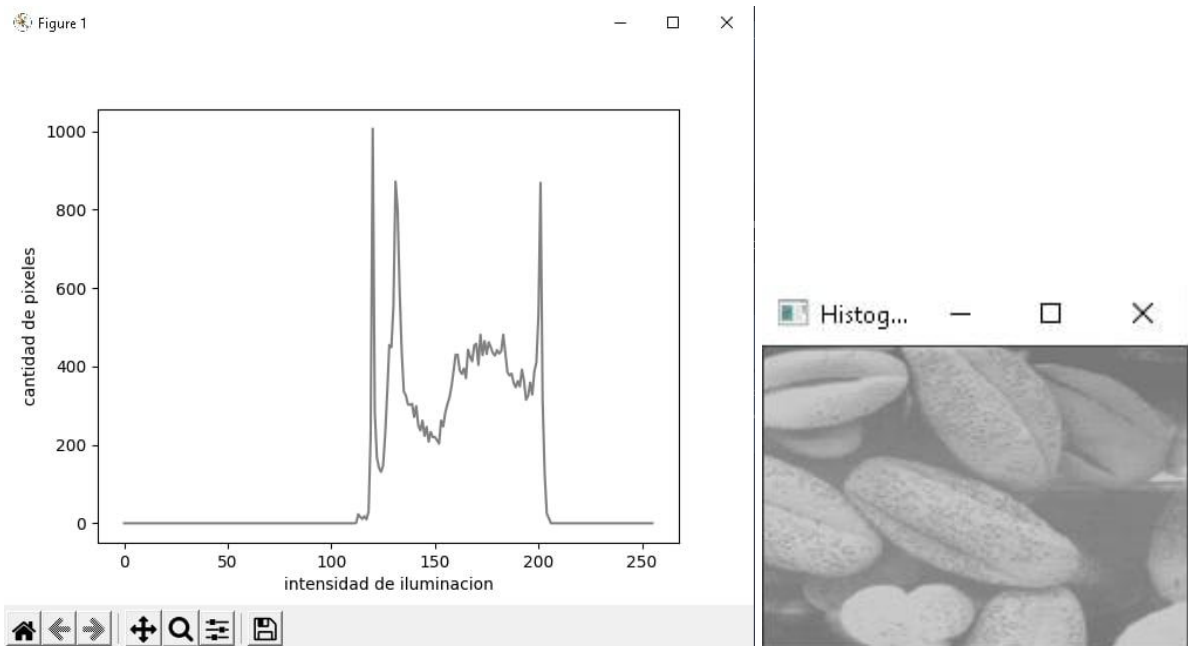 Figure 1
1000
800
600
400
200
0
cantidad de pixeles
0 50 100 150 200 250
intensidad de iluminacion
Histog...